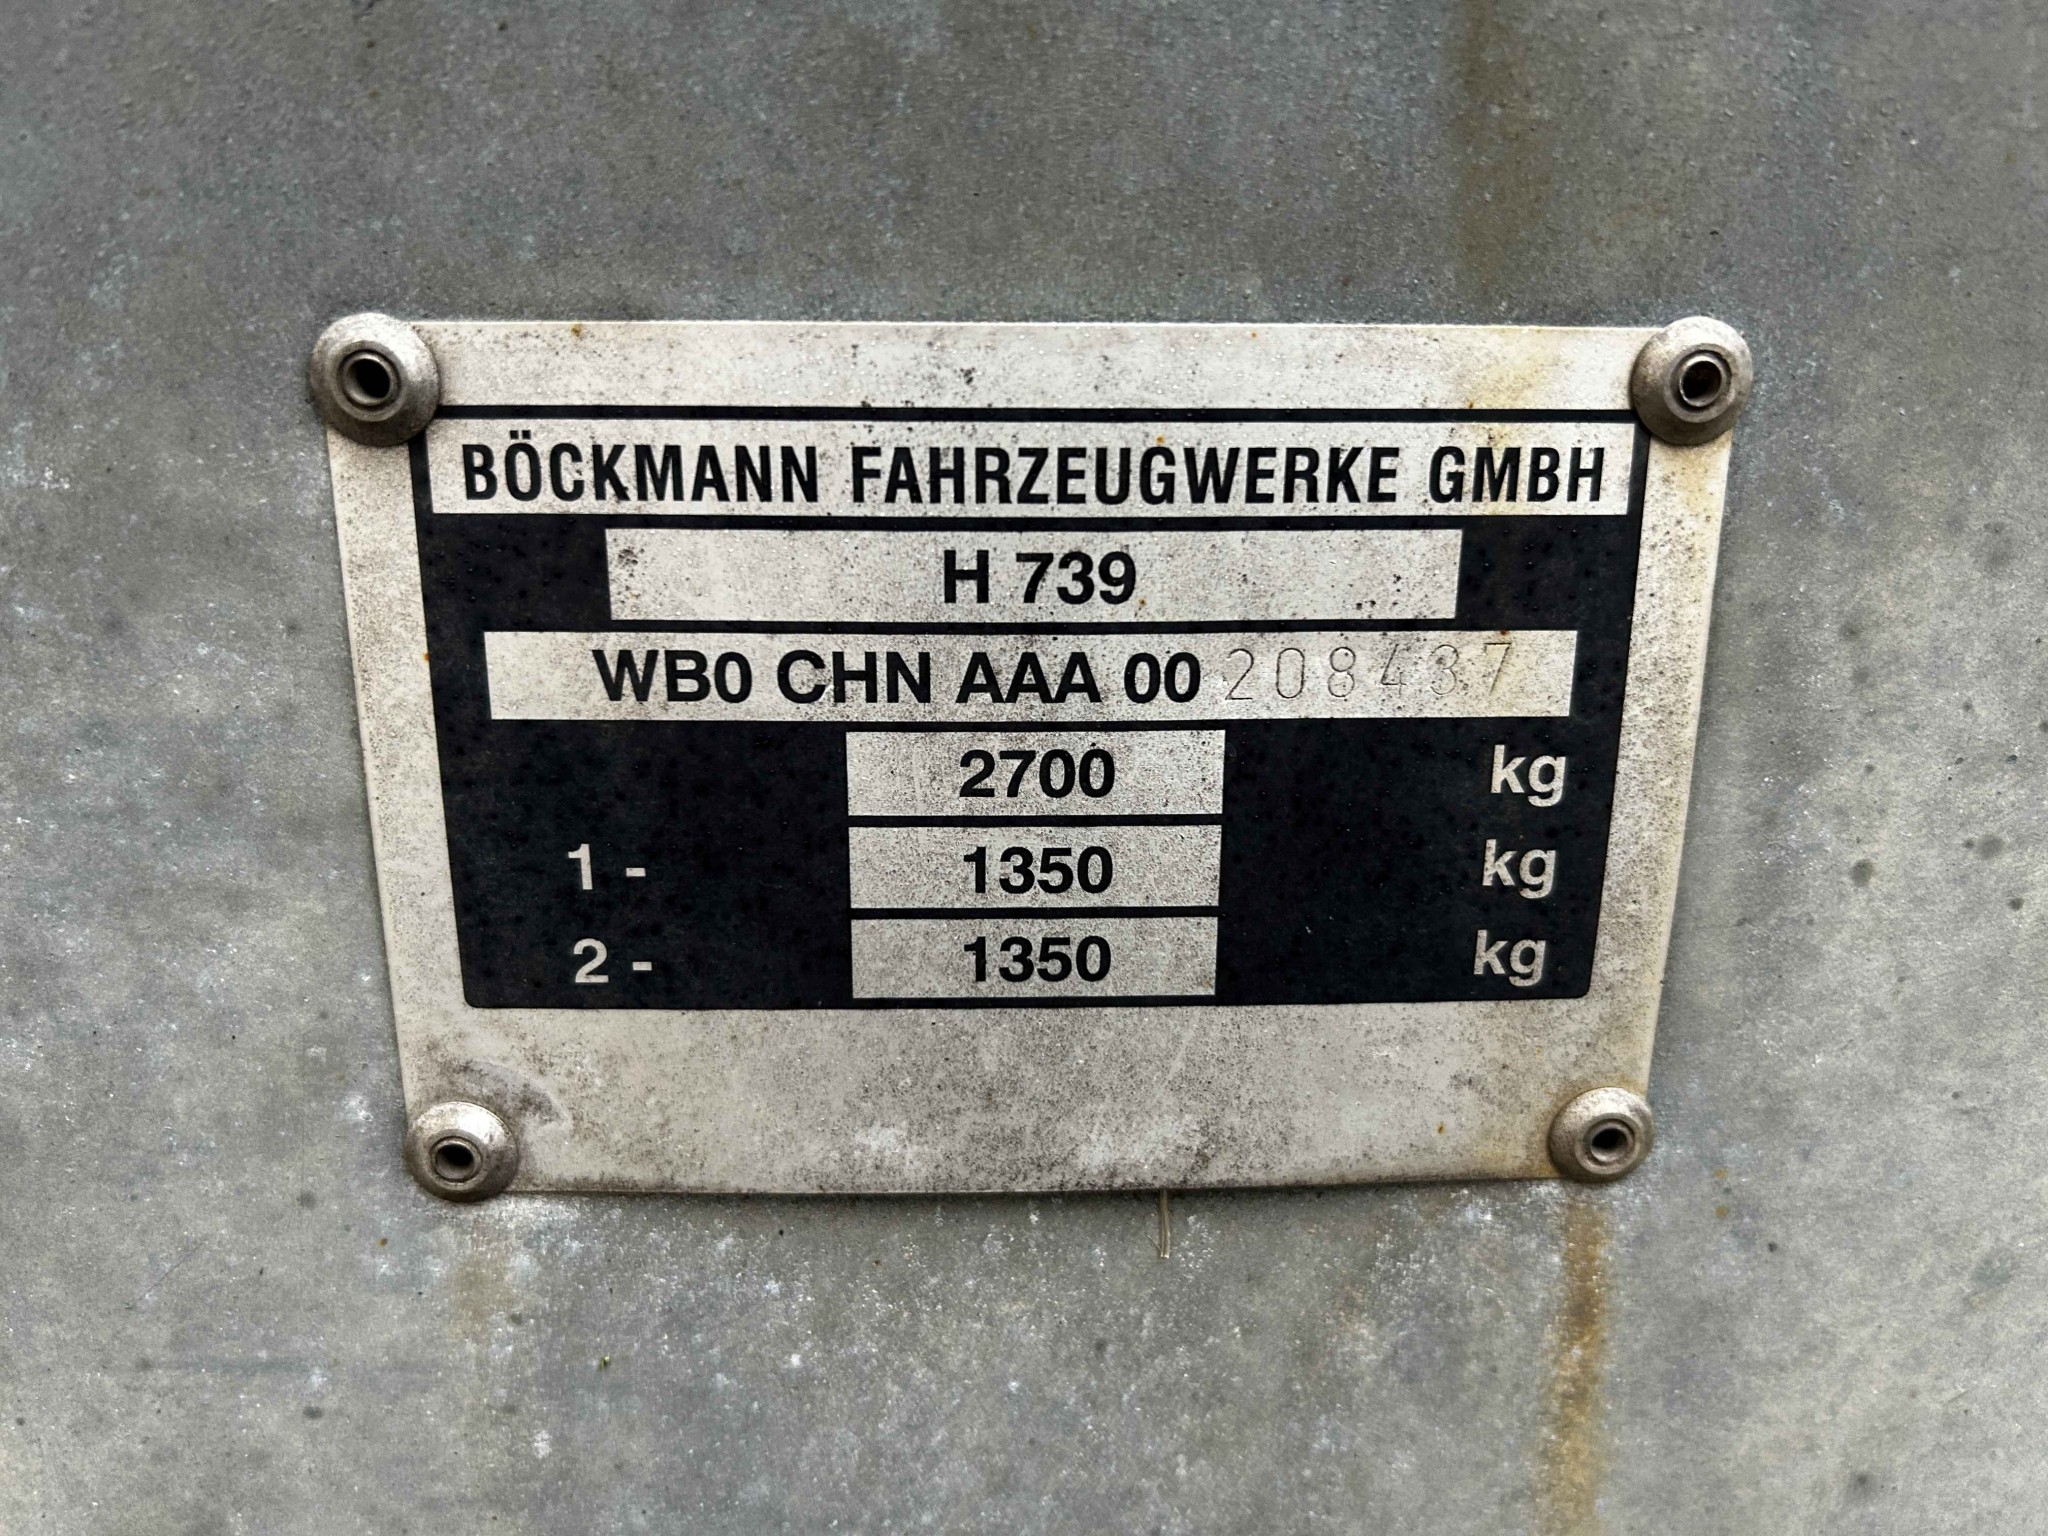 BÖCKMANN FAHRZEUGWERKE GMBH
H 739
WB0 CHN AAA 00 208437
2700 kg
1 - 1350 kg
2 - 1350 kg